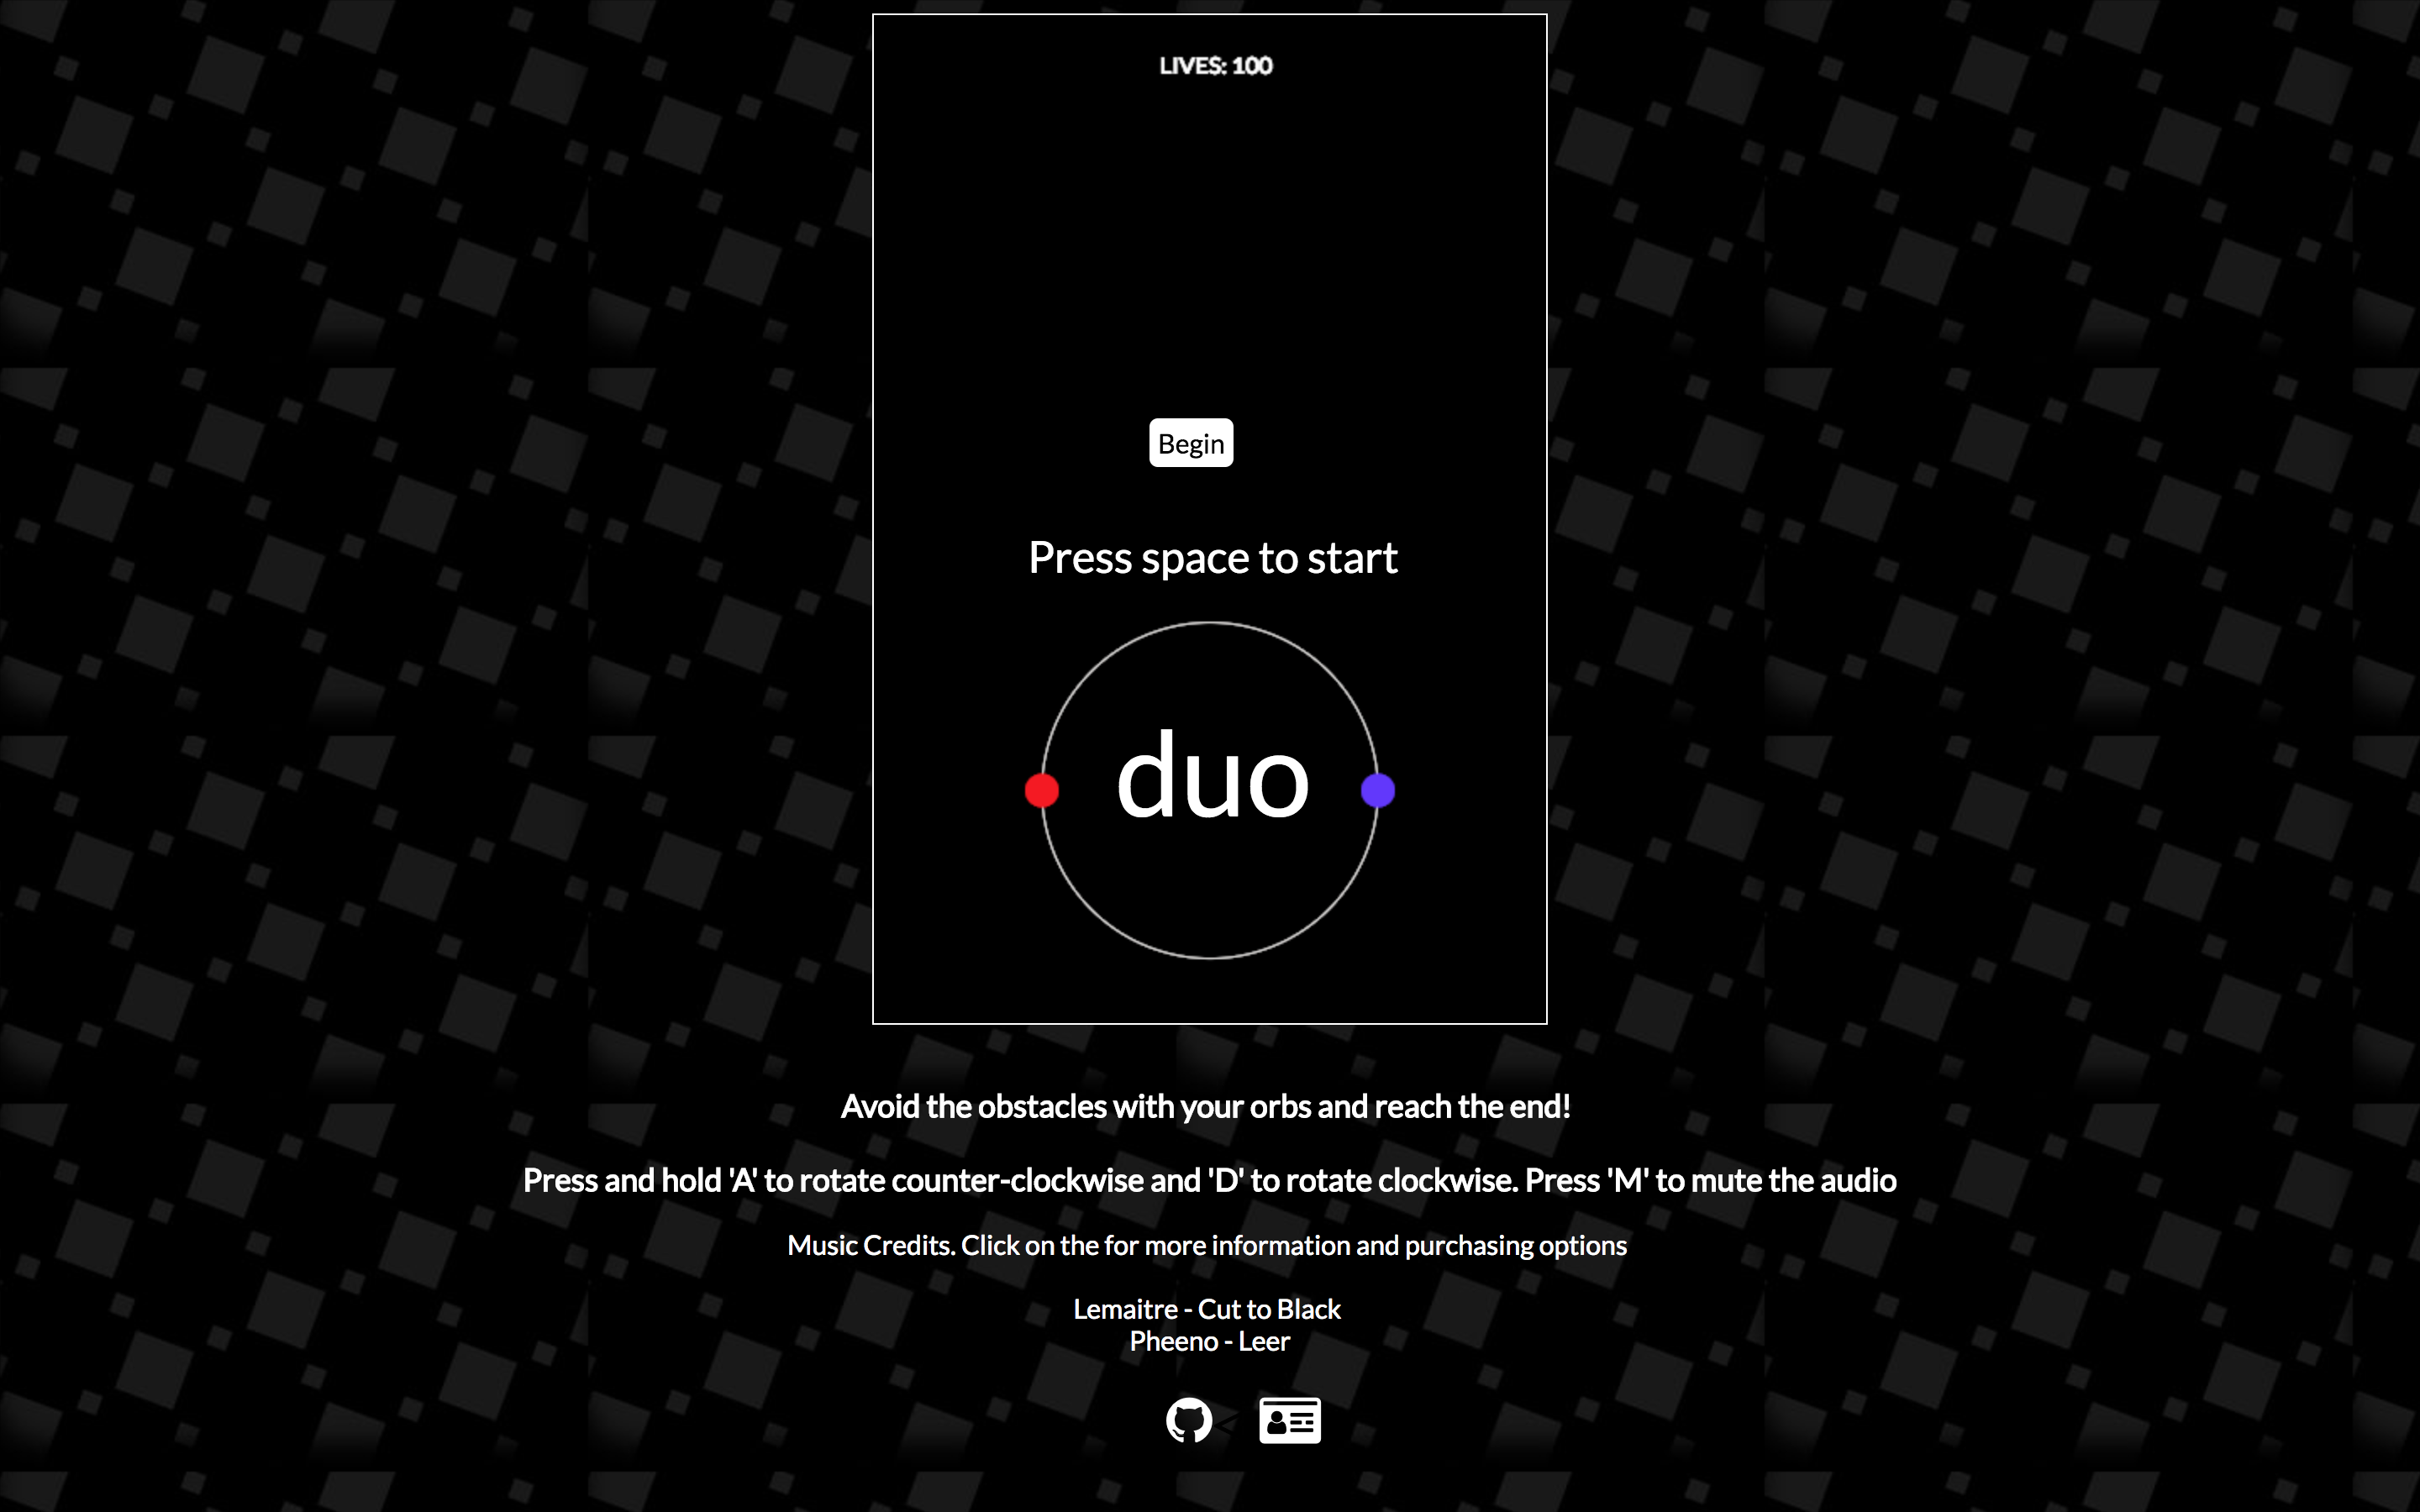 LIVES: 100
Begin
Press space to start
duo
Avoid the obstacles with your orbs and reach the end!
Press and hold 'A' to rotate counter-clockwise and 'D' to rotate clockwise. Press 'M' to mute the audio
Music Credits. Click on the for more information and purchasing options
Lemaitre - Cut to Black
Pheeno - Leer